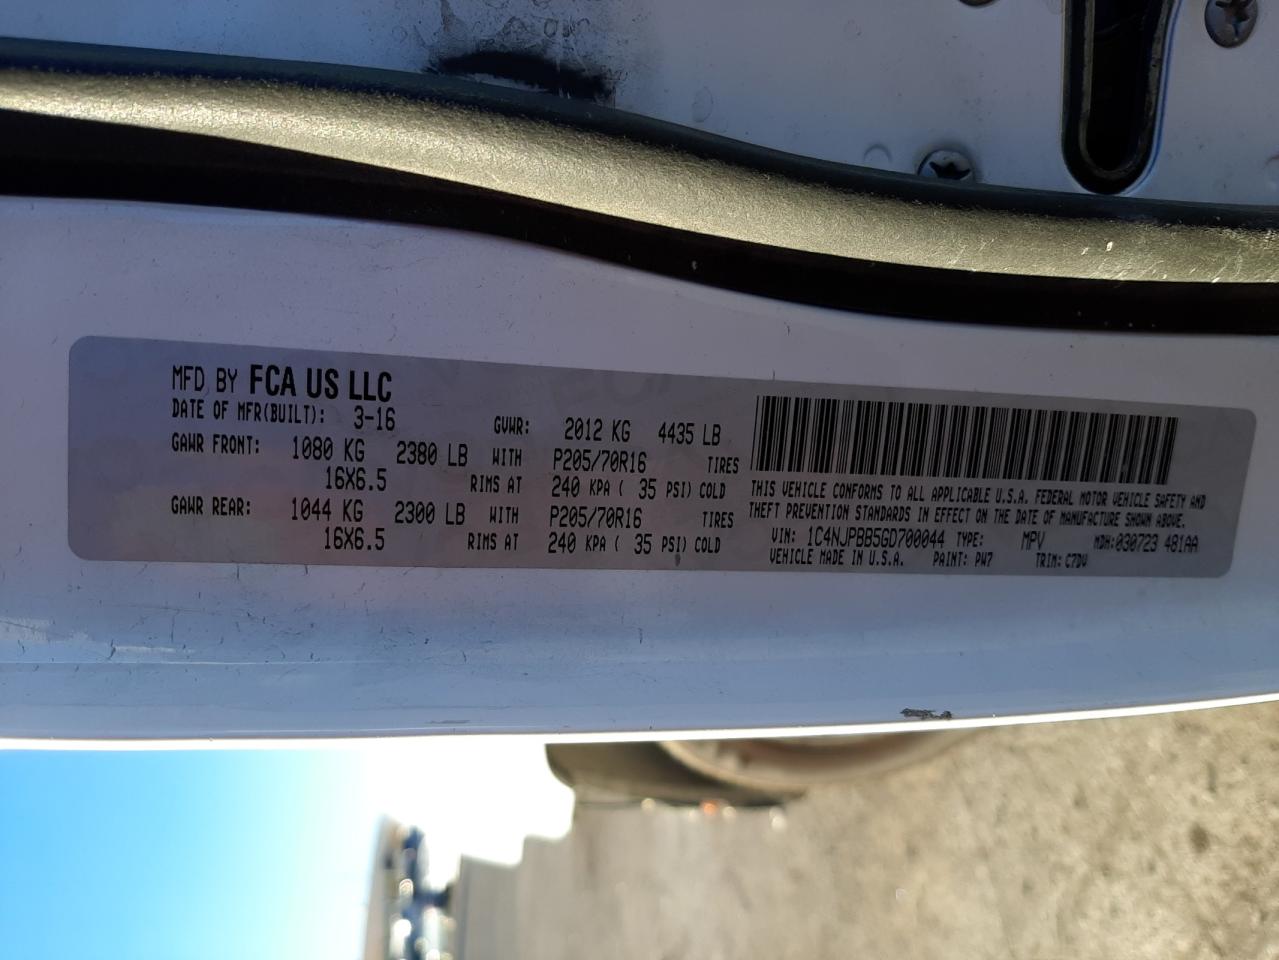 MFD BY FCA US LLC
DATE OF MFR(BUILT): 3-16 GVWR: 2012 KG 4435 LB
GAWR FRONT: 1080 KG 2380 LB WITH P205/70R16 TIRES
16X6.5 RIMS AT 240 KPA ( 35 PSI) COLD
GAWR REAR: 1044 KG 2300 LB WITH P205/70R16 TIRES
16X6.5 RIMS AT 240 KPA ( 35 PSI) COLD
THIS VEHICLE CONFORMS TO ALL APPLICABLE U.S.A. FEDERAL MOTOR VEHICLE SAFETY AND
THEFT PREVENTION STANDARDS IN EFFECT ON THE DATE OF MANUFACTURE SHOWN ABOVE.
VIN: 1C4NJPBB5GD700044 TYPE: MPV MDH:030723 481AA
VEHICLE MADE IN U.S.A. PAINT: PW7 TRIM: C7DV